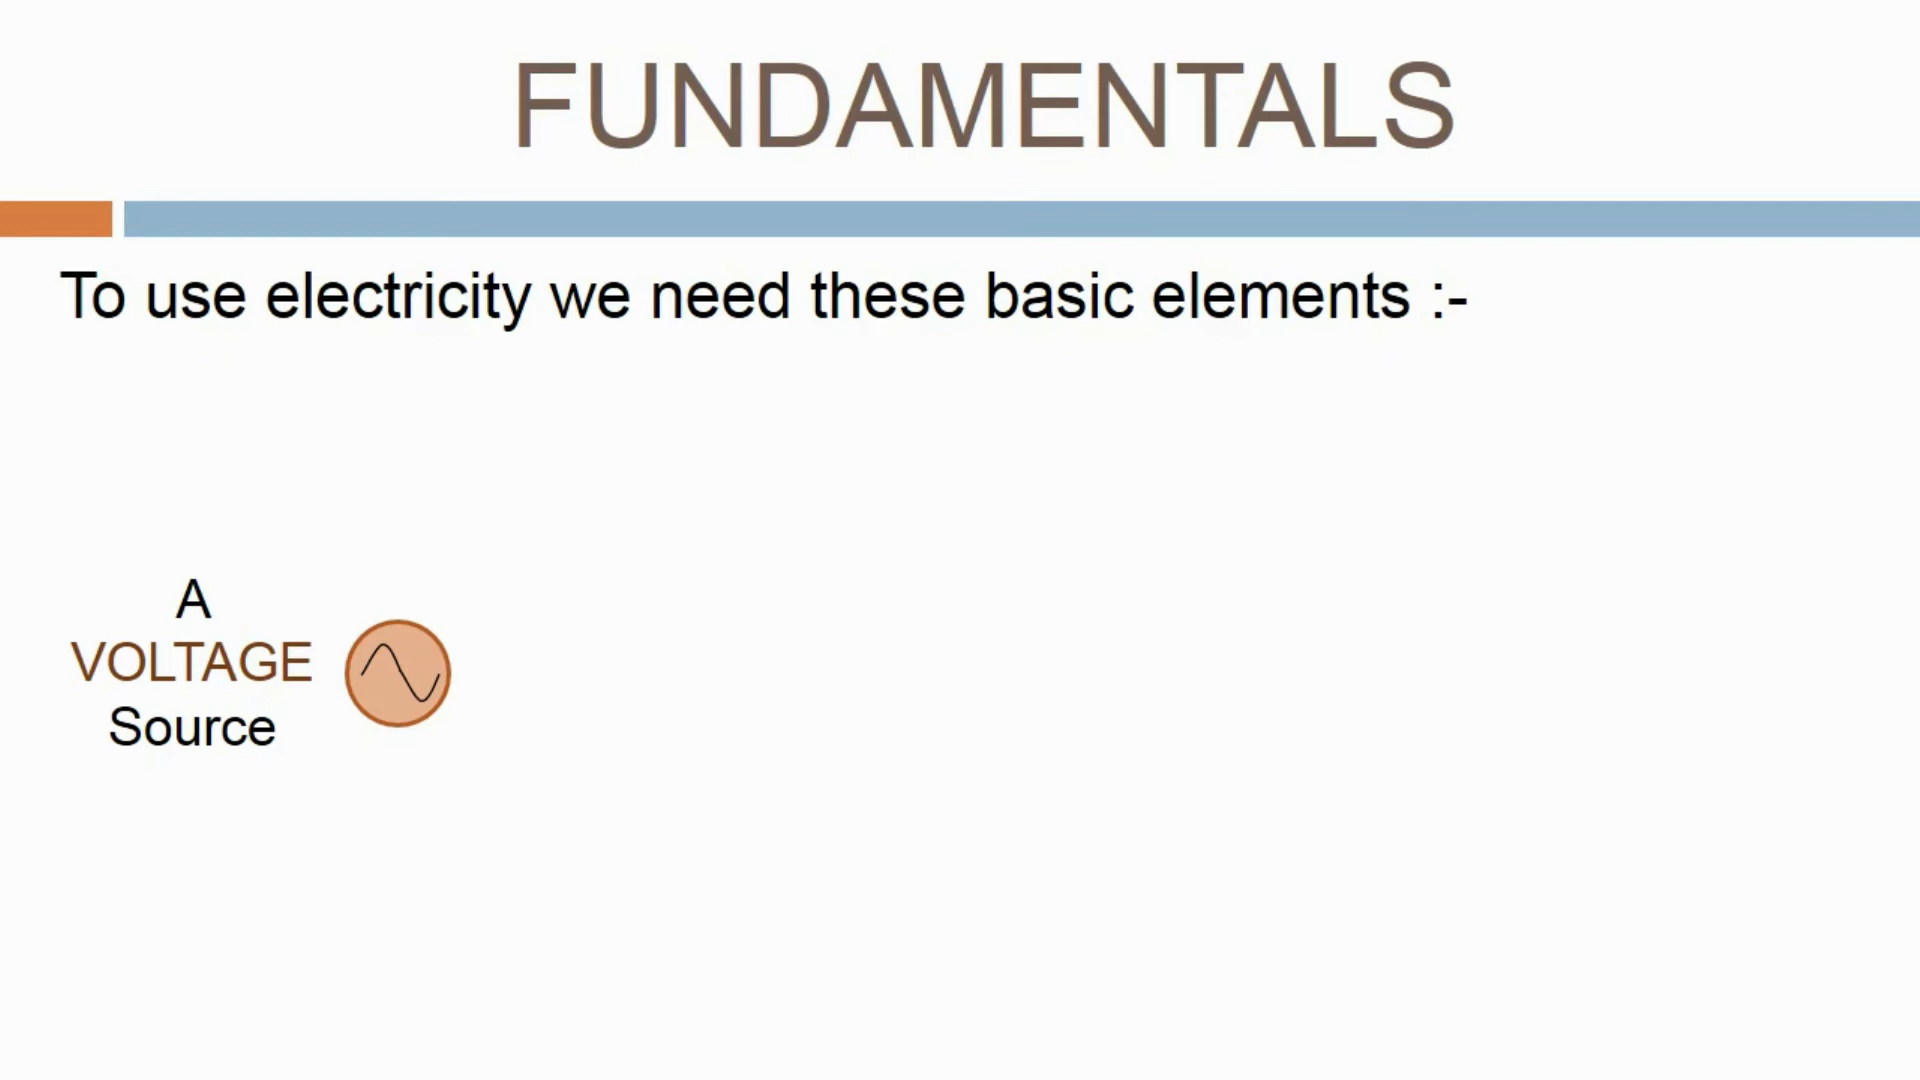 FUNDAMENTALS
To use electricity we need these basic elements :-
A
VOLTAGE
Source